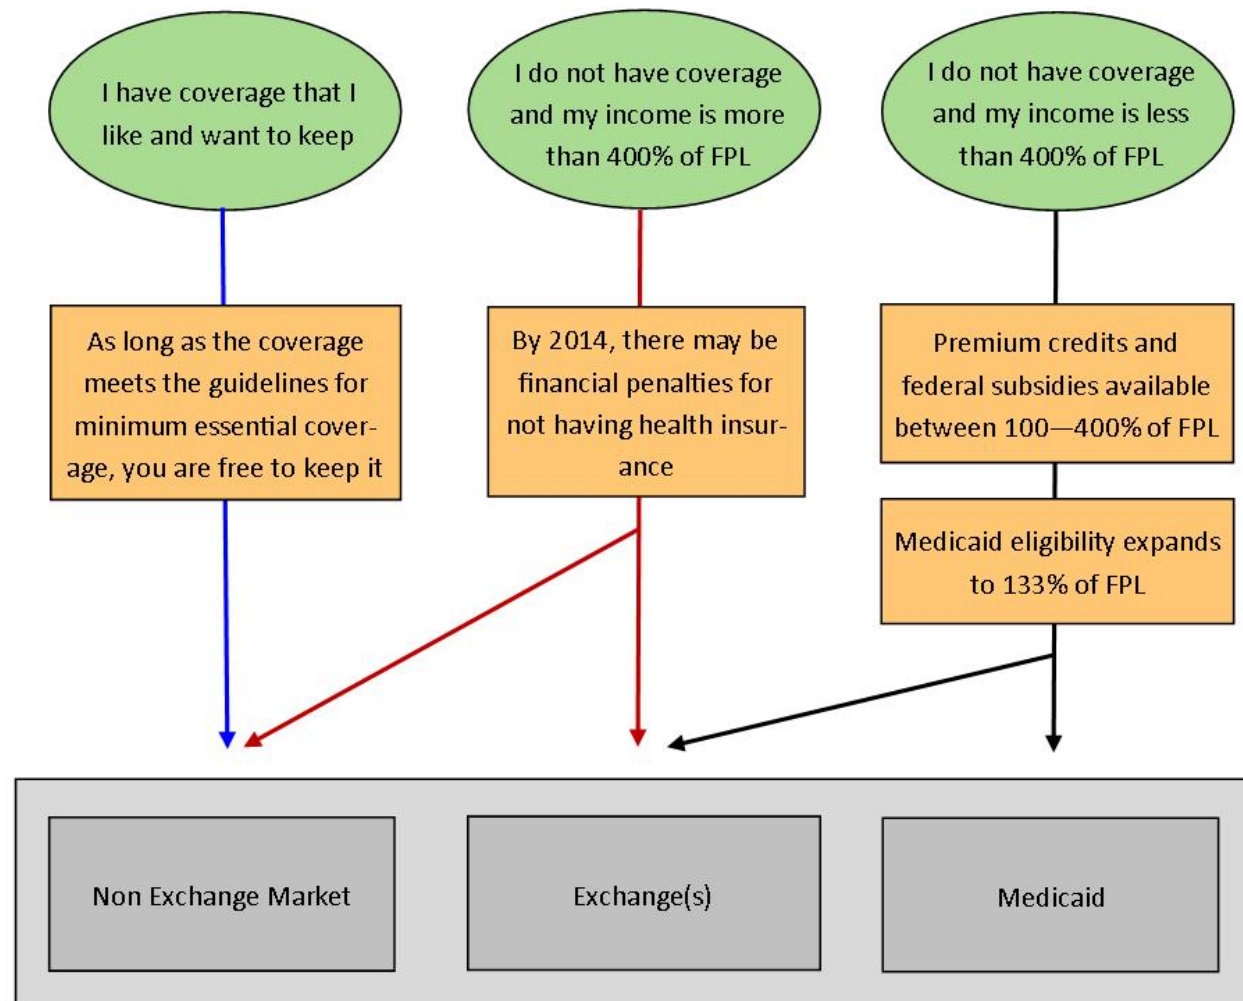 I have coverage that I
like and want to keep
I do not have coverage
and my income is more
than 400% of FPL
I do not have coverage
and my income is less
than 400% of FPL
As long as the coverage
meets the guidelines for
minimum essential cover-
age, you are free to keep it
By 2014, there may be
financial penalties for
not having health insur-
ance
Premium credits and
federal subsidies available
between 100—400% of FPL
Medicaid eligibility expands
to 133% of FPL
Non Exchange Market
Exchange(s)
Medicaid